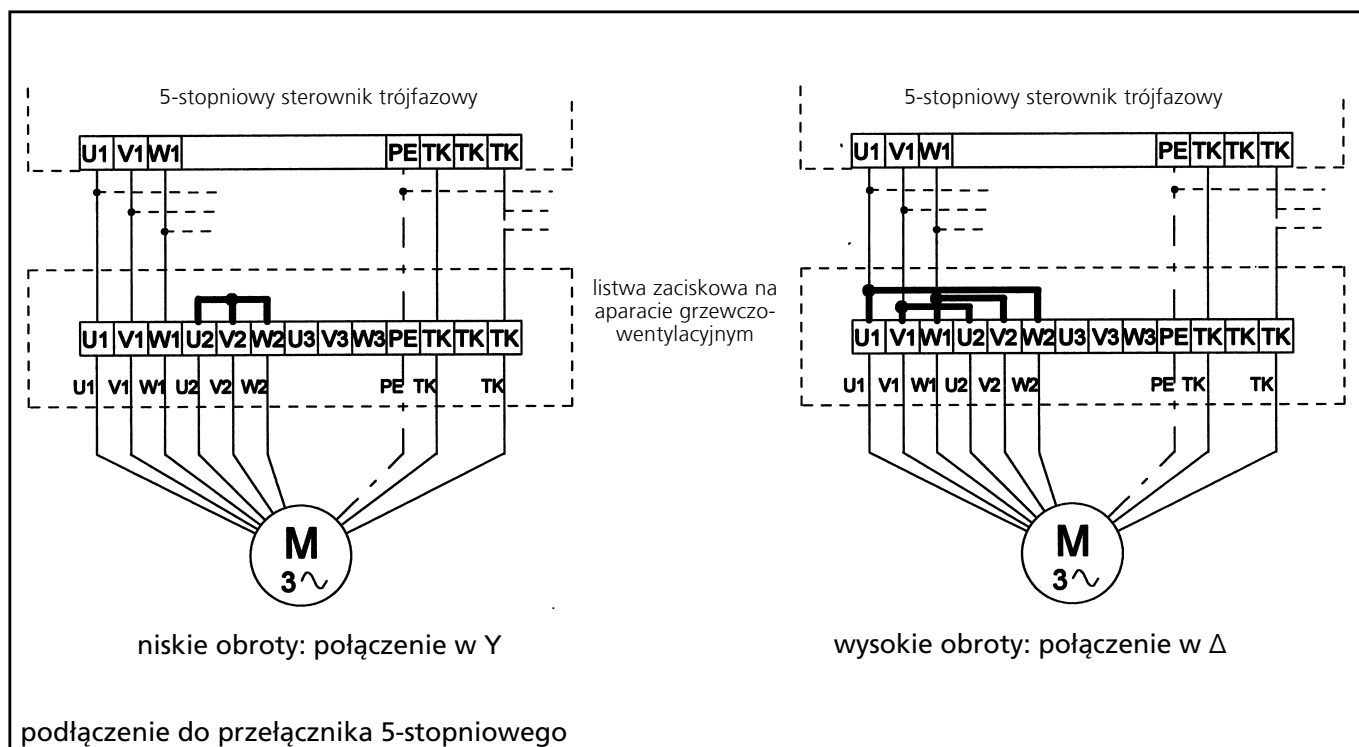 5-stopniowy sterownik trójfazowy
U1 V1 W1 PE TK TK TK
listwa zaciskowa na
aparacie grzewczo-
wentylacyjnym
U1 V1 W1 U2 V2 W2 U3 V3 W3 PE TK TK TK
U1 V1 W1 U2 V2 W2 PE TK TK
M
3∿
niskie obroty: połączenie w Y
5-stopniowy sterownik trójfazowy
U1 V1 W1 PE TK TK TK
U1 V1 W1 U2 V2 W2 U3 V3 W3 PE TK TK TK
U1 V1 W1 U2 V2 W2 PE TK TK
M
3∿
wysokie obroty: połączenie w Δ
podłączenie do przełącznika 5-stopniowego